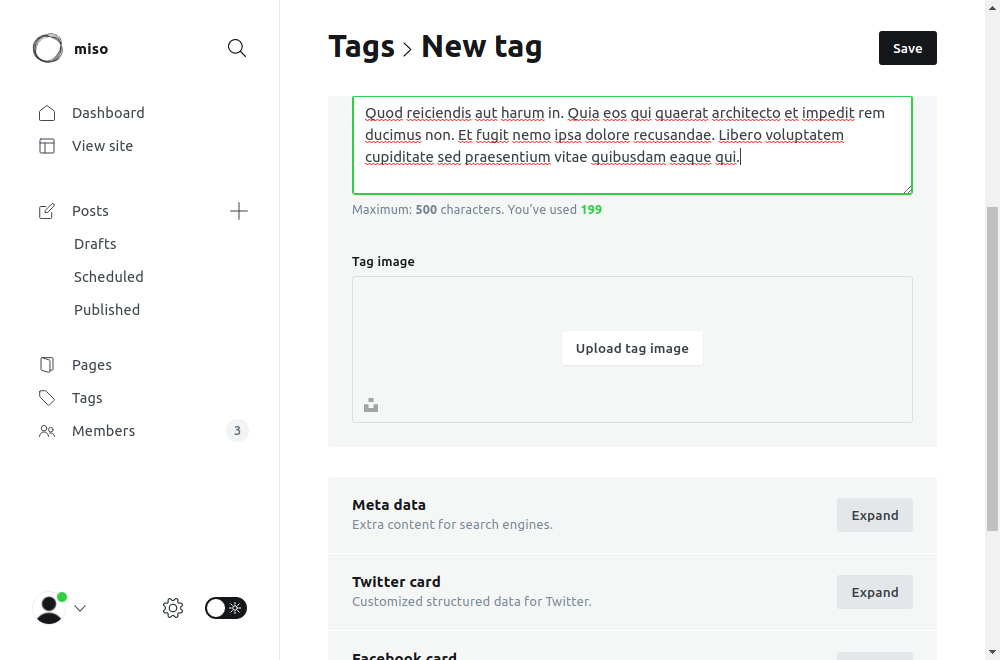 miso
Dashboard
View site
Posts
Drafts
Scheduled
Published
Pages
Tags
Members 3
Tags > New tag
Save
Quod reiciendis aut harum in. Quia eos qui quaerat architecto et impedit rem
ducimus non. Et fugit nemo ipsa dolore recusandae. Libero voluptatem
cupiditate sed praesentium vitae quibusdam eaque qui.
Maximum: 500 characters. You’ve used 199
Tag image
Upload tag image
Meta data
Extra content for search engines.
Expand
Twitter card
Customized structured data for Twitter.
Expand
Facebook card